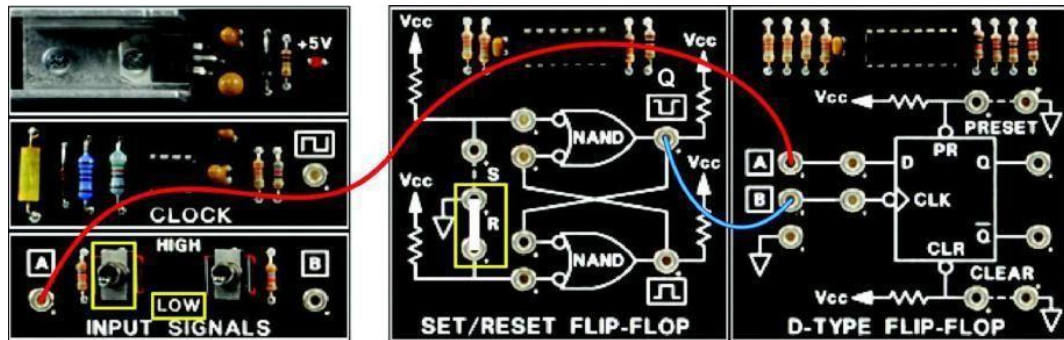 +5V
CLOCK
A
HIGH
B
LOW
INPUT SIGNALS
Vcc
Q
Vcc
NAND
S
Vcc
R
Vcc
NAND
SET/RESET FLIP-FLOP
Vcc
PRESET
PR
A
D
Q
B
CLK
Q̅
CLR
CLEAR
Vcc
D-TYPE FLIP-FLOP